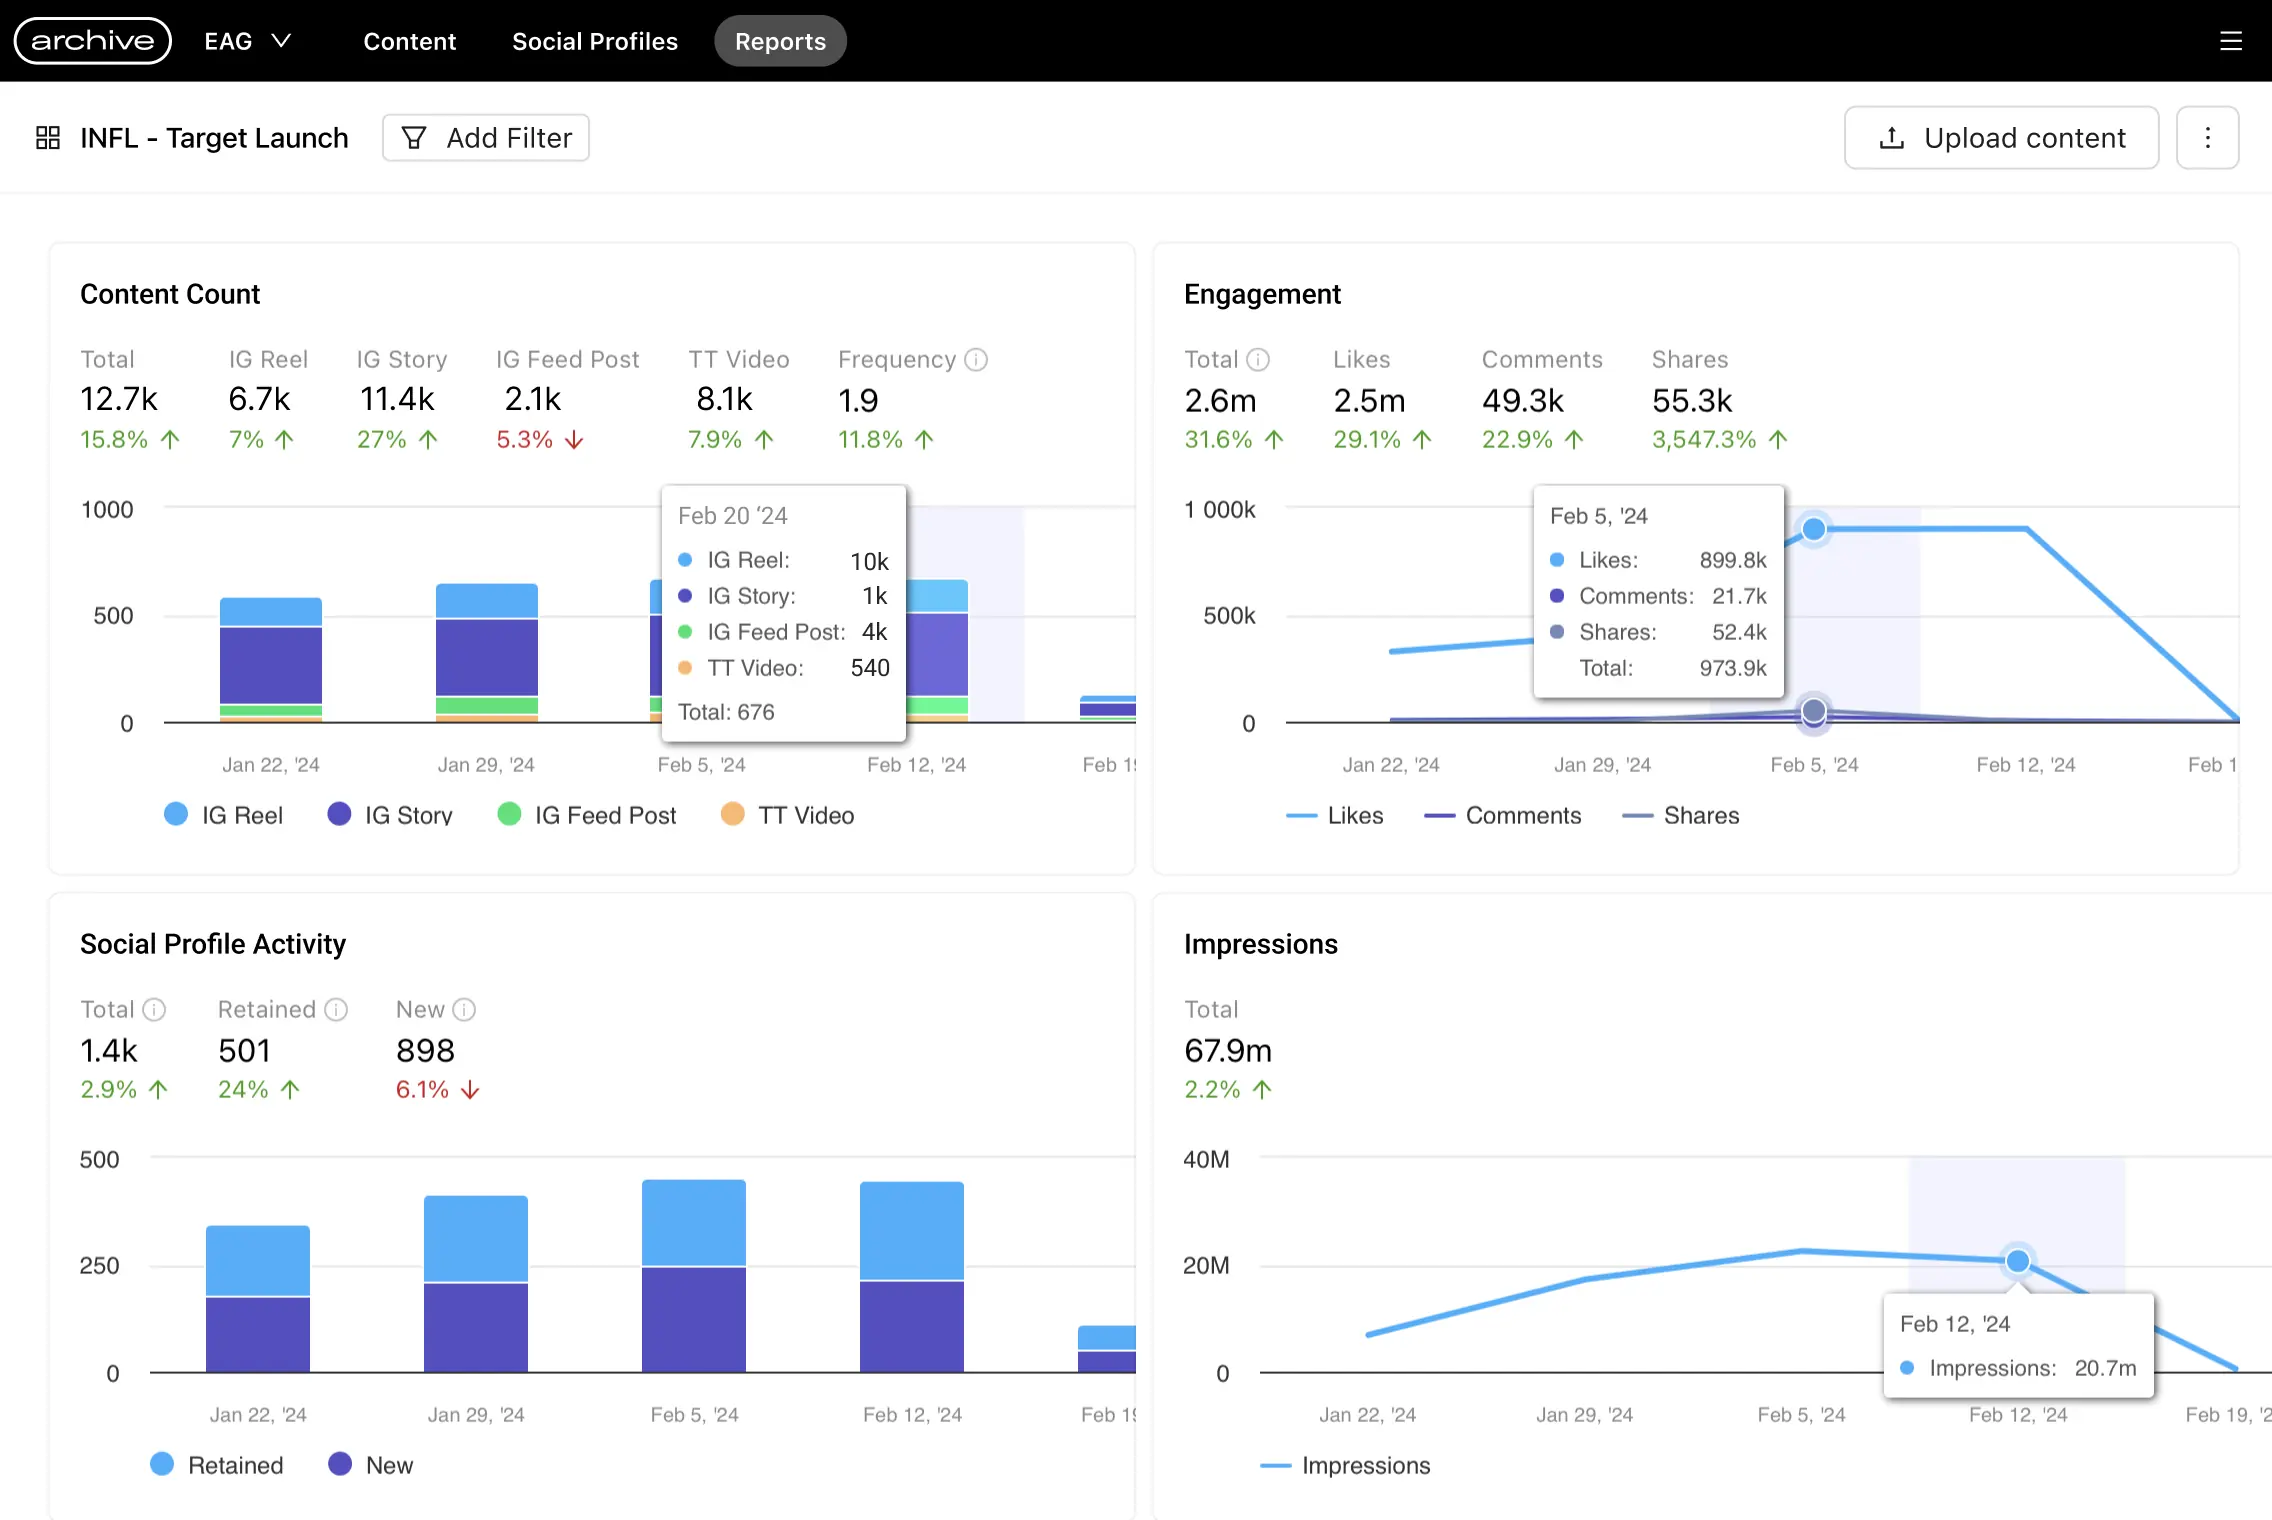 archive EAG Content Social Profiles Reports
INFL - Target Launch Add Filter Upload content
Content Count
Total IG Reel IG Story IG Feed Post TT Video Frequency
12.7k 6.7k 11.4k 2.1k 8.1k 1.9
15.8% 7% 27% 5.3% 7.9% 11.8%
1000
500
0
Feb 20 ‘24
IG Reel: 10k
IG Story: 1k
IG Feed Post: 4k
TT Video: 540
Total: 676
Jan 22, '24 Jan 29, '24 Feb 5, '24 Feb 12, '24 Feb 19
IG Reel IG Story IG Feed Post TT Video
Engagement
Total Likes Comments Shares
2.6m 2.5m 49.3k 55.3k
31.6% 29.1% 22.9% 3,547.3%
1 000k
500k
0
Feb 5, '24
Likes: 899.8k
Comments: 21.7k
Shares: 52.4k
Total: 973.9k
Jan 22, '24 Jan 29, '24 Feb 5, '24 Feb 12, '24 Feb 1
Likes Comments Shares
Social Profile Activity
Total Retained New
1.4k 501 898
2.9% 24% 6.1%
500
250
0
Jan 22, '24 Jan 29, '24 Feb 5, '24 Feb 12, '24 Feb 19
Retained New
Impressions
Total
67.9m
2.2%
40M
20M
0
Feb 12, '24
Impressions: 20.7m
Jan 22, '24 Jan 29, '24 Feb 5, '24 Feb 12, '24 Feb 19, '2
Impressions